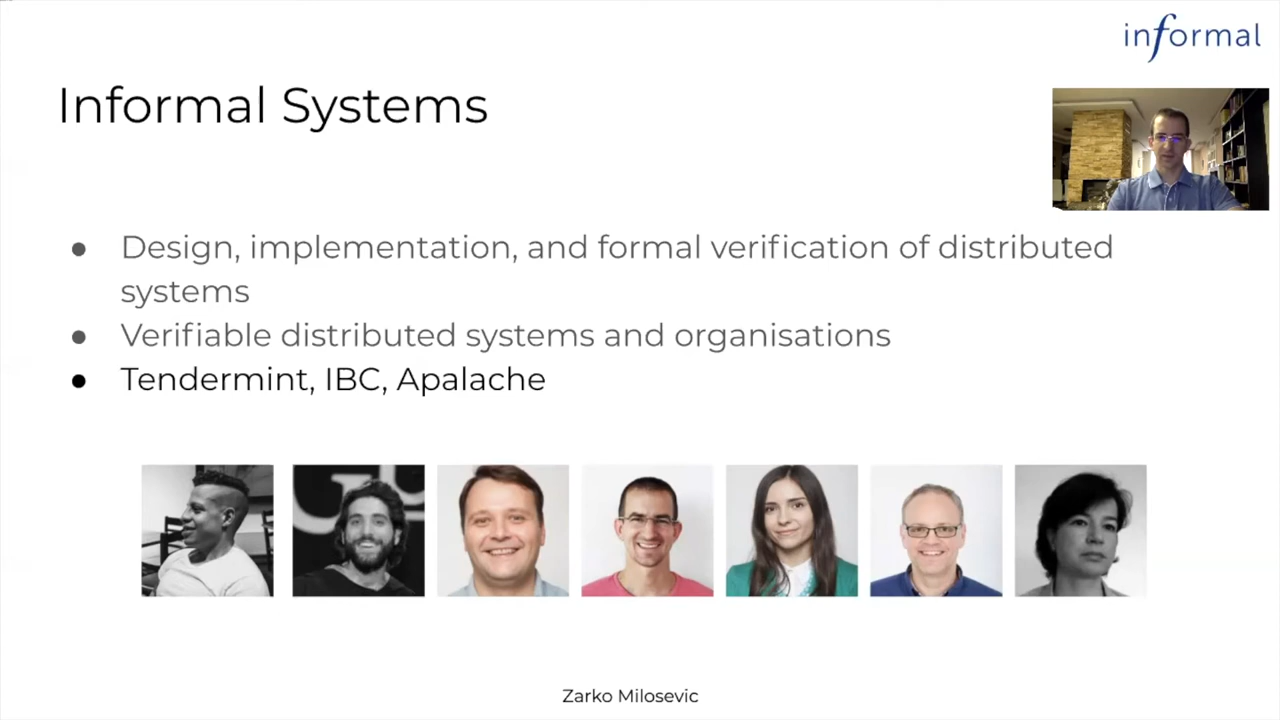 informal
Informal Systems
● Design, implementation, and formal verification of distributed
systems
● Verifiable distributed systems and organisations
● Tendermint, IBC, Apalache
Zarko Milosevic